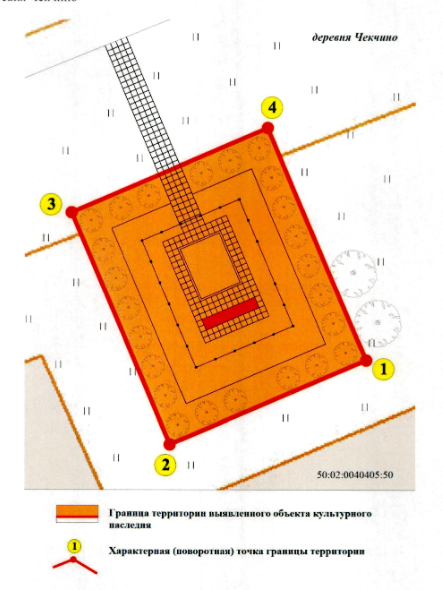 деревня Чекчино
4
3
1
2
50:02:0040405:50
Граница территории выявленного объекта культурного
наследия
1
Характерная (поворотная) точка границы территории